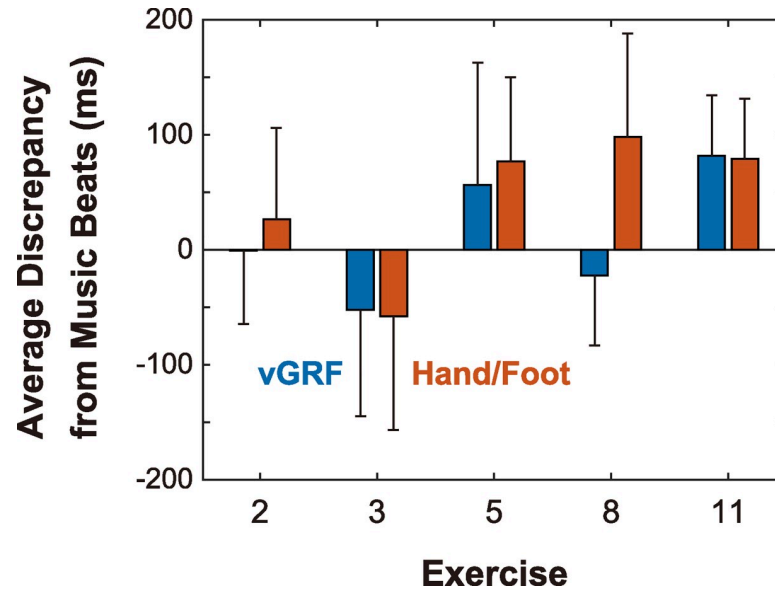 Average Discrepancy
from Music Beats (ms)
200
100
0
-100
-200
vGRF
Hand/Foot
2
3
5
8
11
Exercise